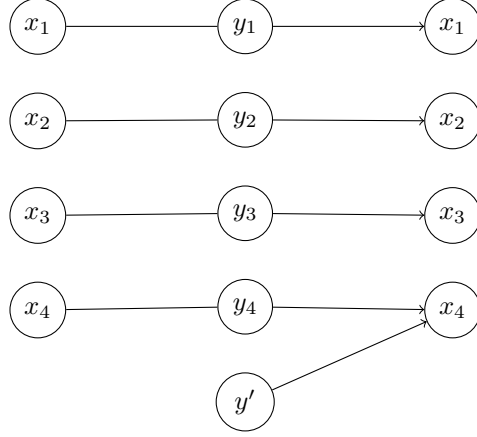 x₁ y₁ x₁
x₂ y₂ x₂
x₃ y₃ x₃
x₄ y₄ x₄
y′